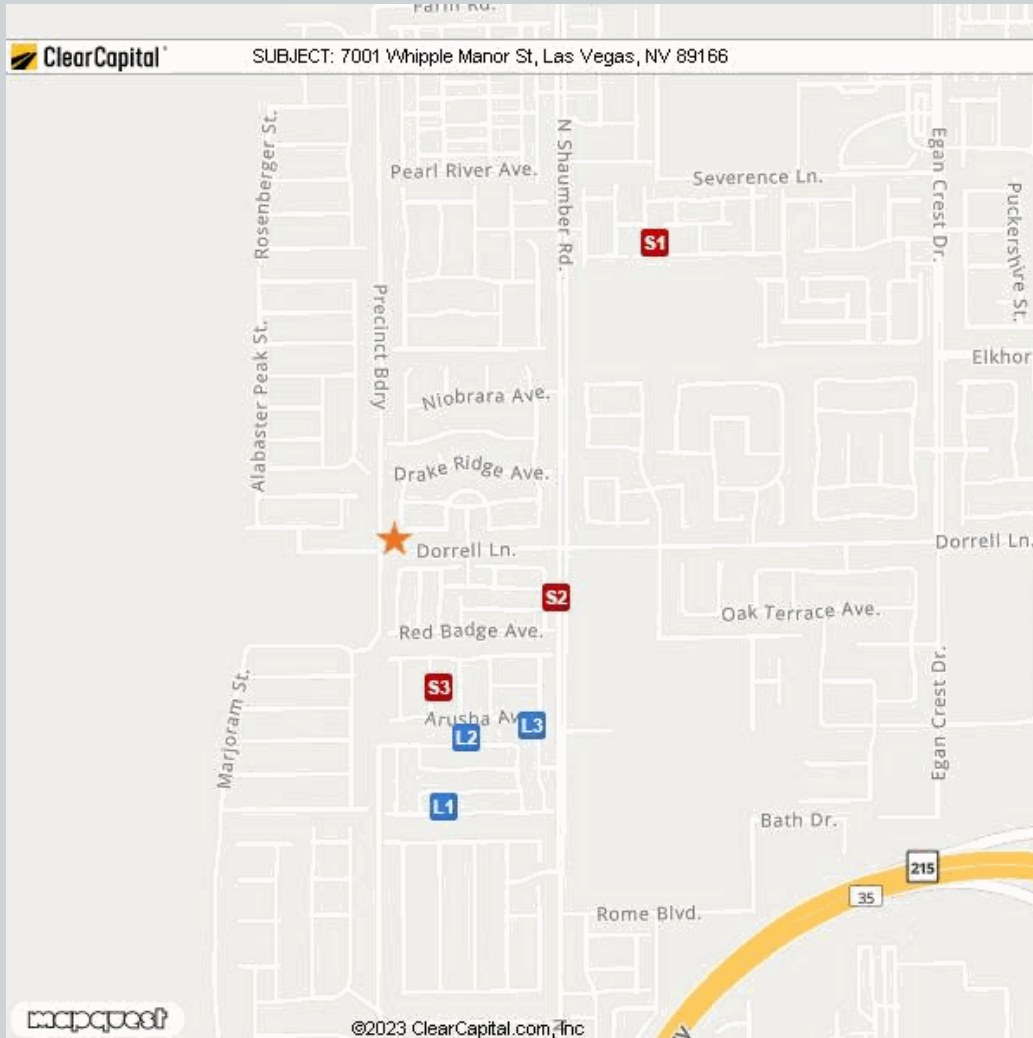 Farm Rd.
ClearCapital
SUBJECT: 7001 Whipple Manor St, Las Vegas, NV 89166
Rosenberger St.
N Shaumber Rd.
Egan Crest Dr.
Pearl River Ave.
Severence Ln.
Puckershire St.
S1
Precinct Bdry
Alabaster Peak St.
Elkhor
Niobrara Ave.
Drake Ridge Ave.
Dorrell Ln.
Dorrell Ln.
S2
Oak Terrace Ave.
Red Badge Ave.
Marjoram St.
Egan Crest Dr.
S3
Arusha Av
L3
L2
L1
Bath Dr.
215
35
Rome Blvd.
mapquest
©2023 ClearCapital.com, Inc